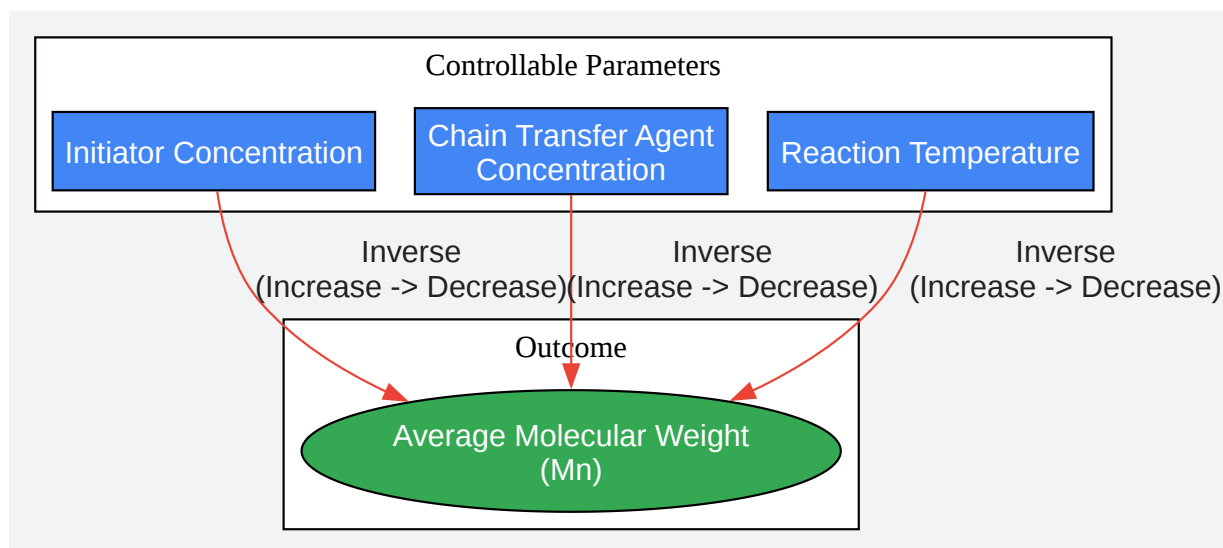 Controllable Parameters
Initiator Concentration
Chain Transfer Agent
Concentration
Reaction Temperature
Inverse
(Increase -> Decrease)
Inverse
(Increase -> Decrease)
Inverse
(Increase -> Decrease)
Outcome
Average Molecular Weight
(Mn)